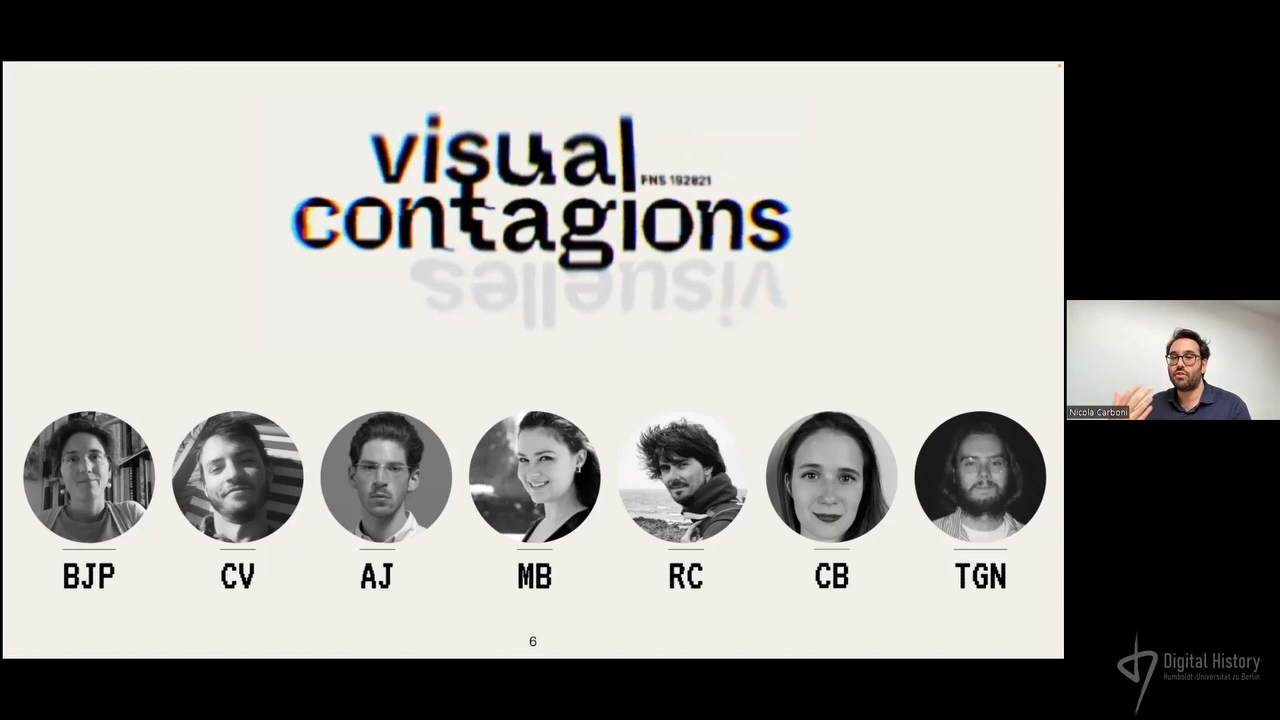 visual
FNS 192821
contagions
visuelles
BJP
CV
AJ
MB
RC
CB
TGN
6
Nicola Carboni
Digital History
Humboldt-Universität zu Berlin